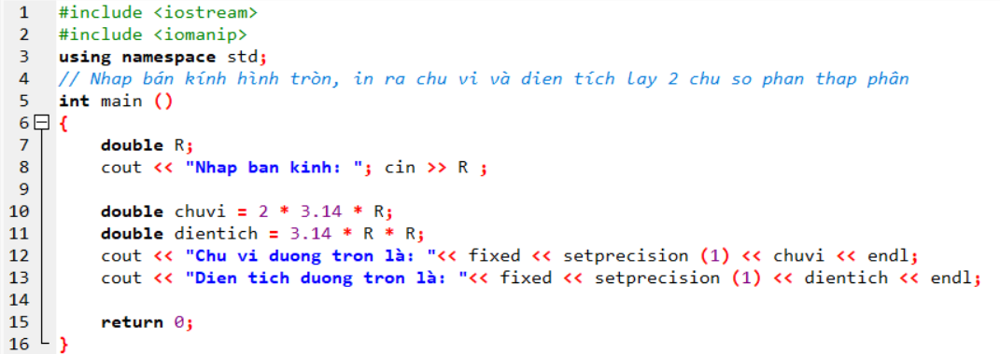 1 #include <iostream>
2 #include <iomanip>
3 using namespace std;
4 // Nhap bán kính hình tròn, in ra chu vi và dien tích lay 2 chu so phan thap phân
5 int main ()
6 {
7 double R;
8 cout << "Nhap ban kinh: "; cin >> R ;
9
10 double chuvi = 2 * 3.14 * R;
11 double dientich = 3.14 * R * R;
12 cout << "Chu vi duong tron là: "<< fixed << setprecision (1) << chuvi << endl;
13 cout << "Dien tich duong tron là: "<< fixed << setprecision (1) << dientich << endl;
14
15 return 0;
16 }